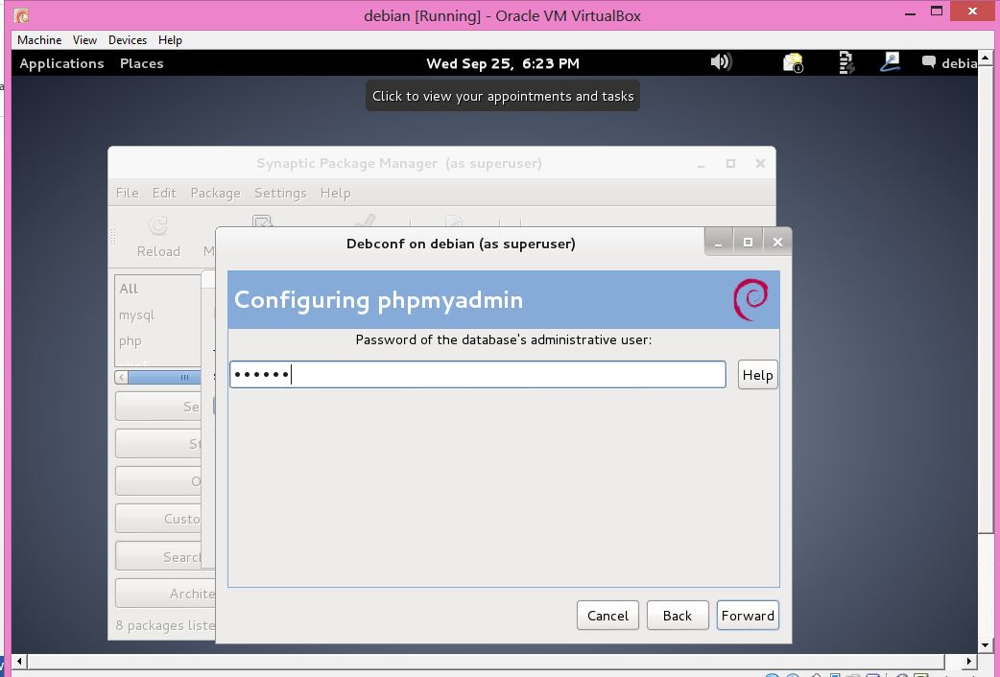 debian [Running] - Oracle VM VirtualBox
Machine View Devices Help
Applications Places Wed Sep 25, 6:23 PM debia
Click to view your appointments and tasks
Synaptic Package Manager (as superuser)
File Edit Package Settings Help
Reload M
Debconf on debian (as superuser)
All
mysql
php
Configuring phpmyadmin
Password of the database's administrative user:
•••••• Help
Se
St
O
Custo
Searc
Archite
8 packages liste
Cancel Back Forward